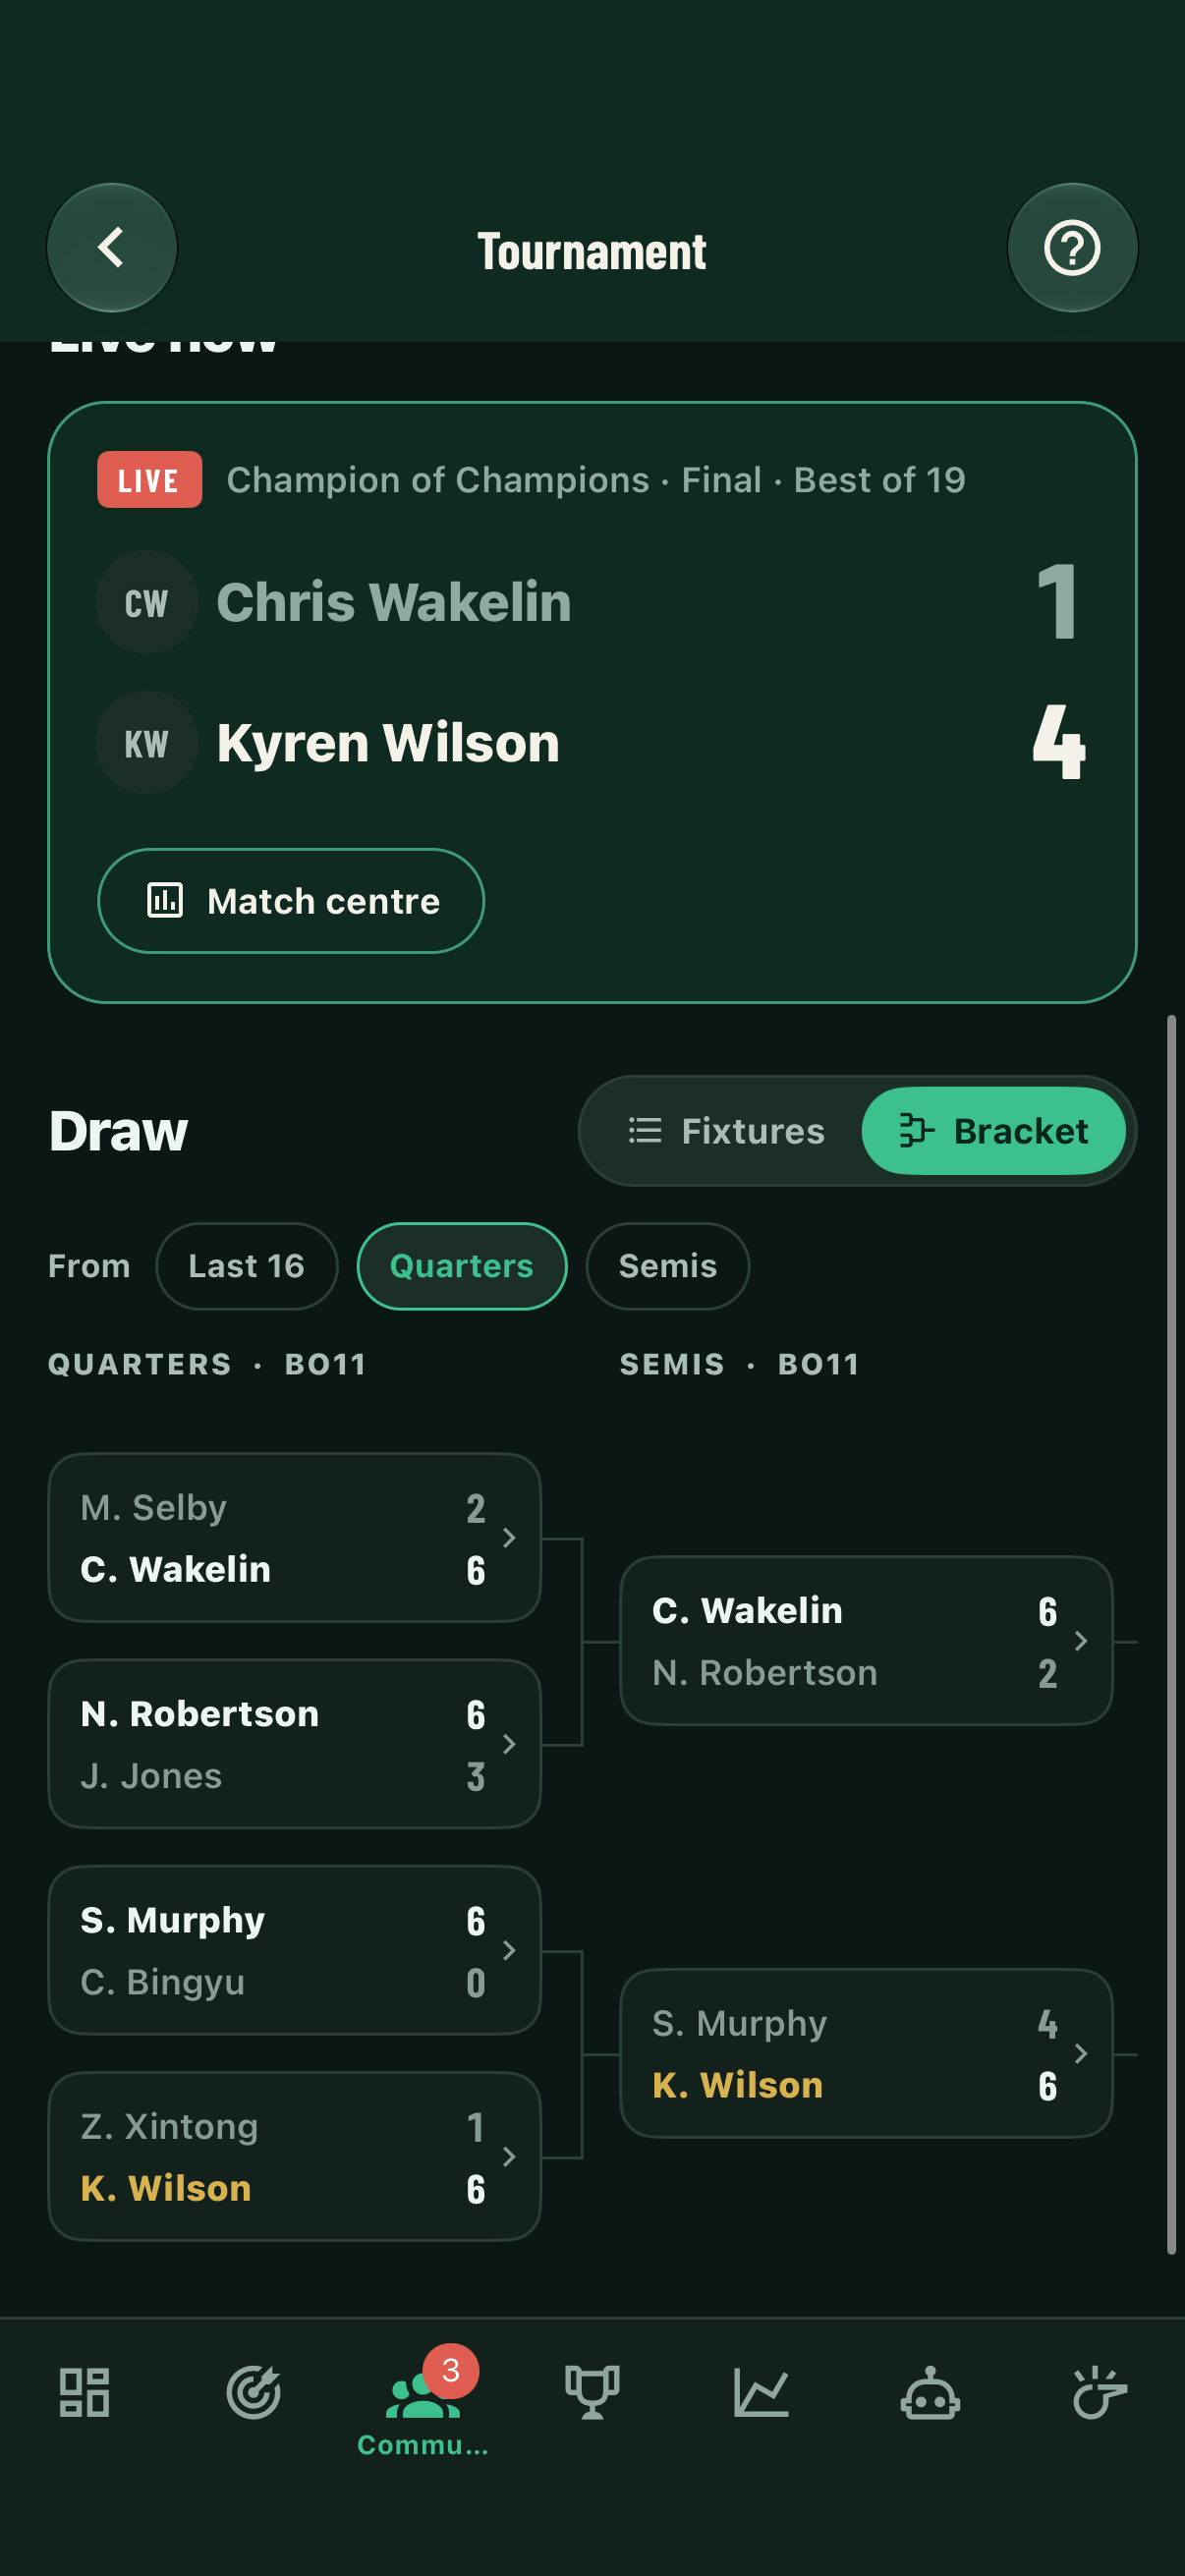 Tournament
Live now
LIVE Champion of Champions · Final · Best of 19
CW Chris Wakelin 1
KW Kyren Wilson 4
Match centre
Draw Fixtures Bracket
From Last 16 Quarters Semis
QUARTERS · BO11 SEMIS · BO11
M. Selby 2
C. Wakelin 6
N. Robertson 6
J. Jones 3
S. Murphy 6
C. Bingyu 0
Z. Xintong 1
K. Wilson 6
C. Wakelin 6
N. Robertson 2
S. Murphy 4
K. Wilson 6
3
Commu...